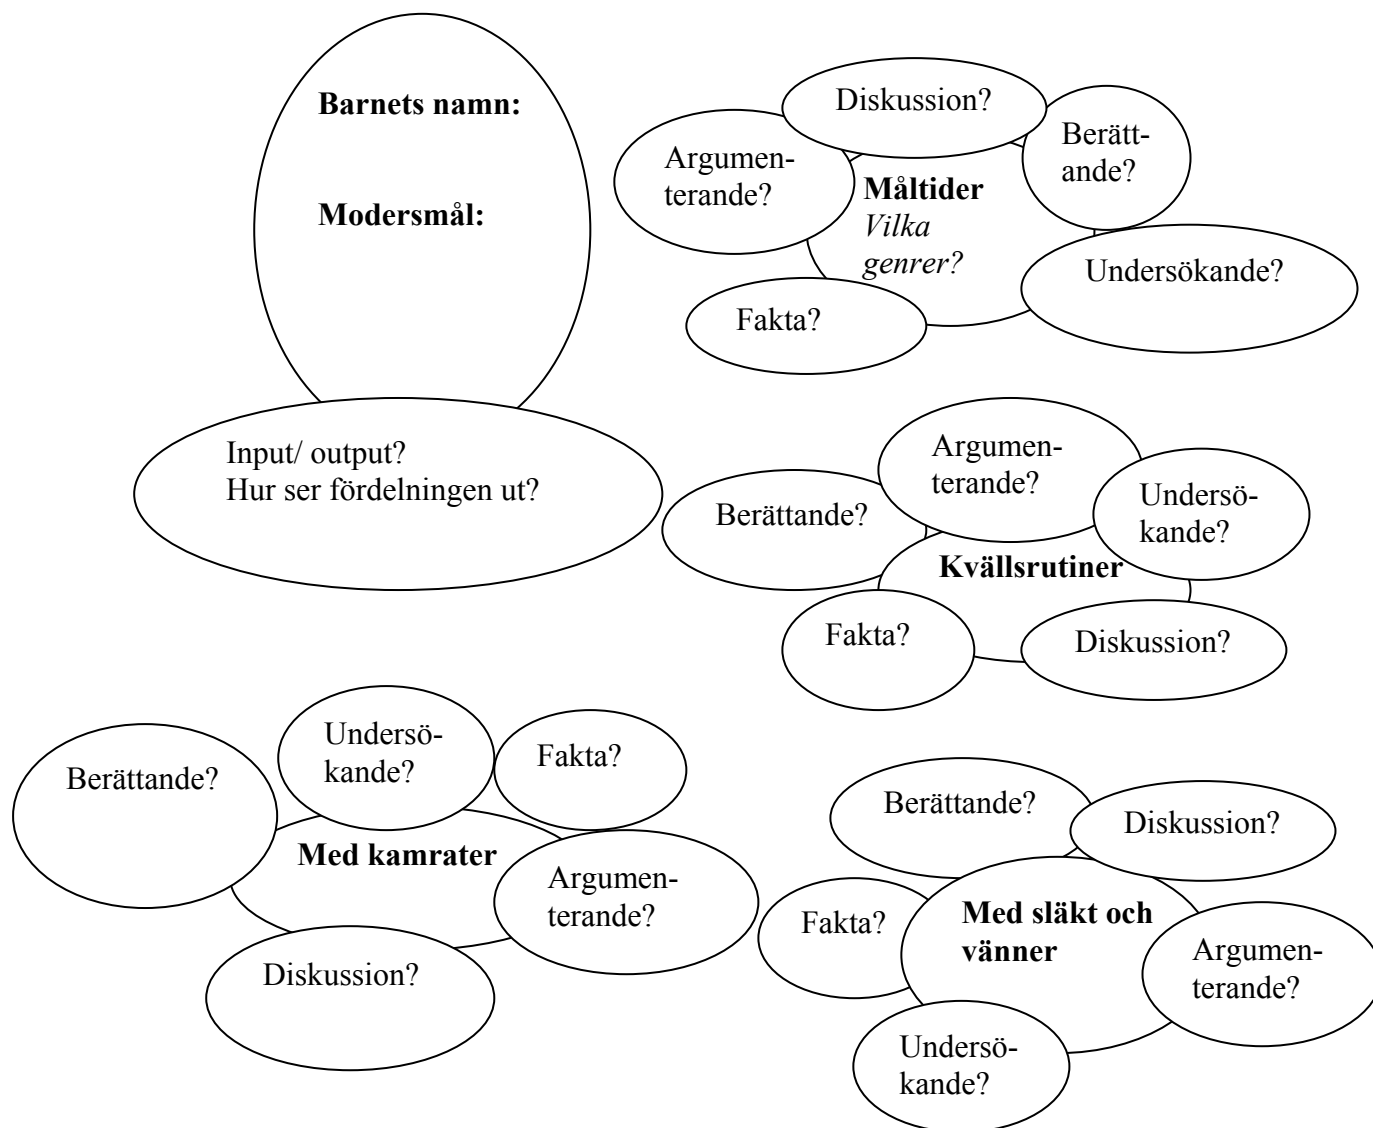 Barnets namn:
Modersmål:
Input/ output?
Hur ser fördelningen ut?
Diskussion?
Argumen-
terande?
Berätt-
ande?
Måltider
Vilka
genrer?
Undersökande?
Fakta?
Argumen-
terande?
Berättande?
Undersö-
kande?
Kvällsrutiner
Fakta?
Diskussion?
Undersö-
kande?
Fakta?
Berättande?
Med kamrater
Argumen-
terande?
Diskussion?
Berättande?
Diskussion?
Fakta?
Med släkt och
vänner
Argumen-
terande?
Undersö-
kande?